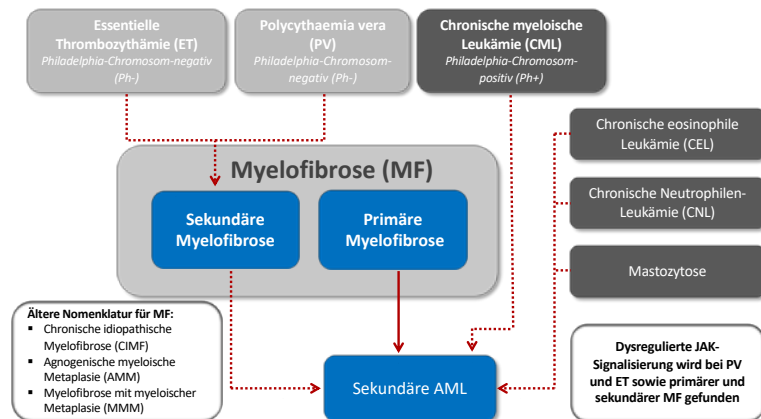 Essentielle
Thrombozythämie (ET)
Philadelphia-Chromosom-negativ
(Ph-)
Polycythaemia vera
(PV)
Philadelphia-Chromosom-
negativ (Ph-)
Chronische myeloische
Leukämie (CML)
Philadelphia-Chromosom-
positiv (Ph+)
Chronische eosinophile
Leukämie (CEL)
Chronische Neutrophilen-
Leukämie (CNL)
Mastozytose
Myelofibrose (MF)
Sekundäre
Myelofibrose
Primäre
Myelofibrose
Ältere Nomenklatur für MF:
▪ Chronische idiopathische
Myelofibrose (CIMF)
▪ Agnogenische myeloische
Metaplasie (AMM)
▪ Myelofibrose mit myeloischer
Metaplasie (MMM)
Sekundäre AML
Dysregulierte JAK-
Signalisierung wird bei PV
und ET sowie primärer und
sekundärer MF gefunden